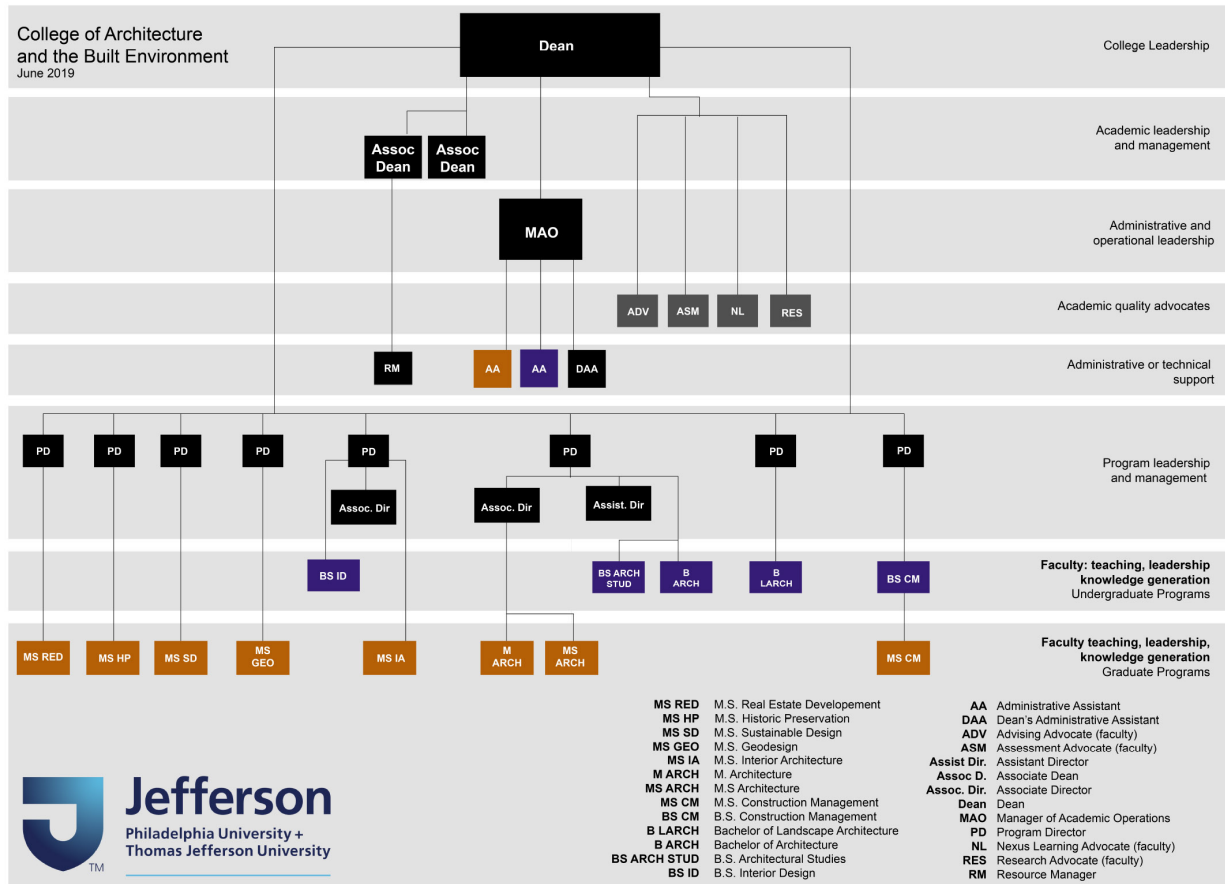 College of Architecture
and the Built Environment
June 2019
Dean
College Leadership
Assoc
Dean
Assoc
Dean
Academic leadership
and management
MAO
Administrative and
operational leadership
ADV
ASM
NL
RES
Academic quality advocates
RM
AA
AA
DAA
Administrative or technical
support
PD
PD
PD
PD
PD
PD
PD
PD
Assoc. Dir
Assoc. Dir
Assist. Dir
Program leadership
and management
BS ID
BS ARCH
STUD
B
ARCH
B
LARCH
BS CM
Faculty: teaching, leadership
knowledge generation
Undergraduate Programs
MS RED
MS HP
MS SD
MS
GEO
MS IA
M
ARCH
MS
ARCH
MS CM
Faculty teaching, leadership,
knowledge generation
Graduate Programs
MS RED M.S. Real Estate Developement
MS HP M.S. Historic Preservation
MS SD M.S. Sustainable Design
MS GEO M.S. Geodesign
MS IA M.S. Interior Architecture
M ARCH M. Architecture
MS ARCH M.S Architecture
MS CM M.S. Construction Management
BS CM B.S. Construction Management
B LARCH Bachelor of Landscape Architecture
B ARCH Bachelor of Architecture
BS ARCH STUD B.S. Architectural Studies
BS ID B.S. Interior Design
AA Administrative Assistant
DAA Dean's Administrative Assistant
ADV Advising Advocate (faculty)
ASM Assessment Advocate (faculty)
Assist Dir. Assistant Director
Assoc D. Associate Dean
Assoc. Dir. Associate Director
Dean Dean
MAO Manager of Academic Operations
PD Program Director
NL Nexus Learning Advocate (faculty)
RES Research Advocate (faculty)
RM Resource Manager
Jefferson
Philadelphia University +
Thomas Jefferson University
TM